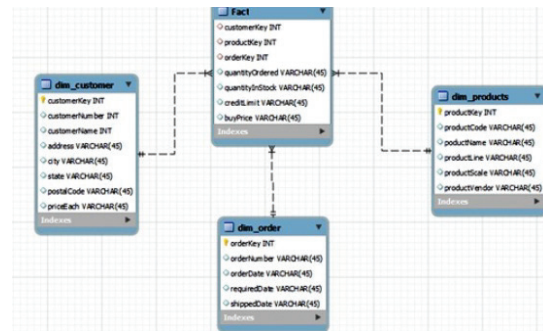 Fact
customerKey INT
productKey INT
orderKey INT
quantityOrdered VARCHAR(45)
quantityInStock VARCHAR(45)
creditLimit VARCHAR(45)
buyPrice VARCHAR(45)
Indexes
dim_customer
customerKey INT
customerNumber INT
customerName INT
address VARCHAR(45)
city VARCHAR(45)
state VARCHAR(45)
postalCode VARCHAR(45)
priceEach VARCHAR(45)
Indexes
dim_products
productKey INT
productCode VARCHAR(45)
poductName VARCHAR(45)
productLine VARCHAR(45)
productScale VARCHAR(45)
productVendor VARCHAR(45)
Indexes
dim_order
orderKey INT
orderNumber VARCHAR(45)
orderDate VARCHAR(45)
requiredDate VARCHAR(45)
shippedDate VARCHAR(45)
Indexes